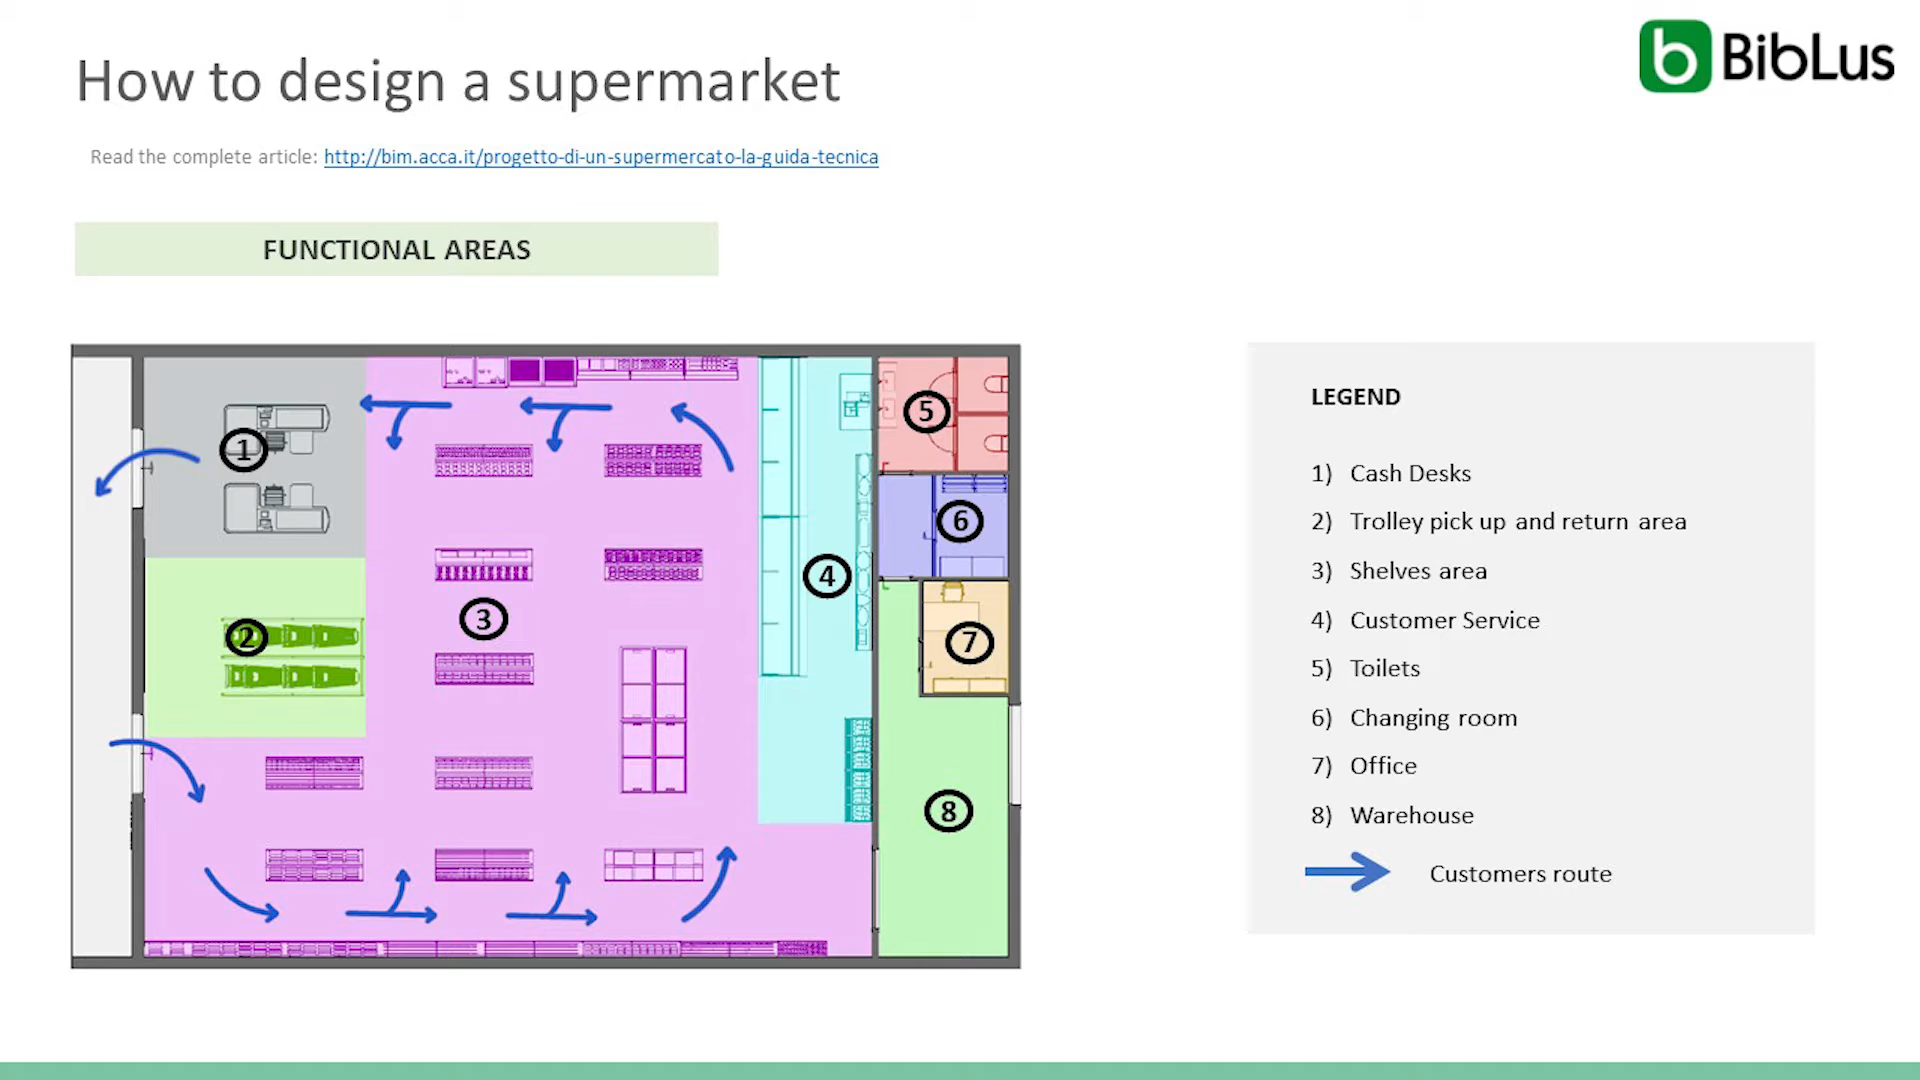 How to design a supermarket
b BibLus
Read the complete article: http://bim.acca.it/progetto-di-un-supermercato-la-guida-tecnica
FUNCTIONAL AREAS
1
2
3
4
5
6
7
8
LEGEND
1) Cash Desks
2) Trolley pick up and return area
3) Shelves area
4) Customer Service
5) Toilets
6) Changing room
7) Office
8) Warehouse
Customers route